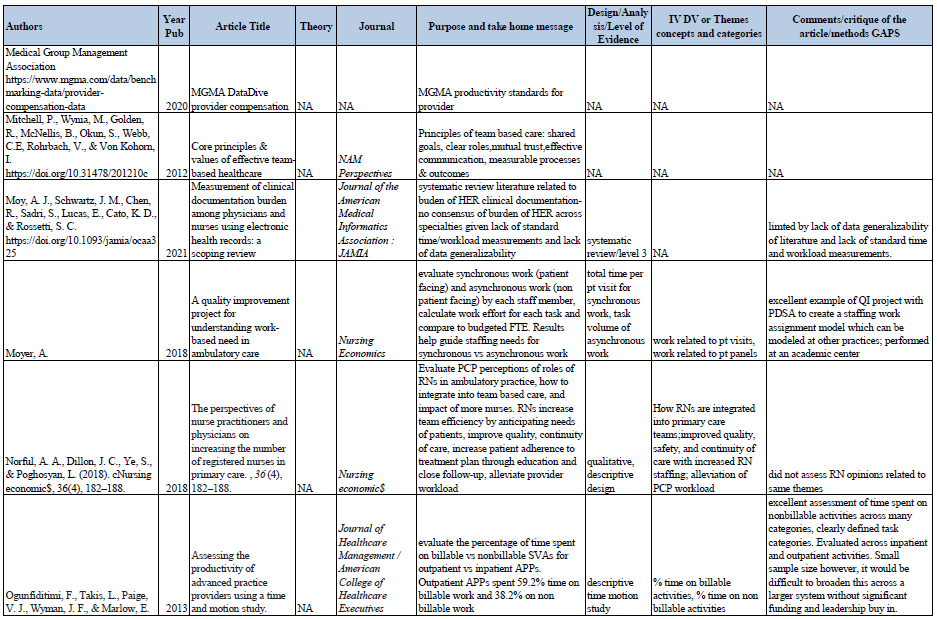 Authors
Year
Pub
Article Title
Theory
Journal
Purpose and take home message
Design/Analy
sis/Level of
Evidence
IV DV or Themes
concepts and categories
Comments/critique of the
article/methods GAPS
Medical Group Management
Association
https://www.mgma.com/data/bench
marking-data/provider-
compensation-data
2020
MGMA DataDive
provider compensation
NA
NA
MGMA productivity standards for
provider
NA
NA
NA
Mitchell, P., Wynia, M., Golden,
R., McNellis, B., Okun, S., Webb,
C.E, Rohrbach, V., & Von Kohorn,
I.
https://doi.org/10.31478/201210c
2012
Core principles &
values of effective team-
based healthcare
NA
NAM
Perspectives
Principles of team based care: shared
goals, clear roles,mutual trust,effective
communication, measurable processes
& outcomes
NA
NA
NA
Moy, A. J., Schwartz, J. M., Chen,
R., Sadri, S., Lucas, E., Cato, K. D.,
& Rossetti, S. C.
https://doi.org/10.1093/jamia/ocaa3
25
2021
Measurement of clinical
documentation burden
among physicians and
nurses using electronic
health records: a
scoping review
NA
Journal of the
American
Medical
Informatics
Association :
JAMIA
systematic review literature related to
buden of HER clinical documentation-
no consensus of burden of HER across
specialties given lack of standard
time/workload measurements and lack
of data generalizability
systematic
review/level 3
NA
limted by lack of data generalizability
of literature and lack of standard time
and workload measurements.
Moyer, A.
2018
A quality improvement
project for
understanding work-
based need in
ambulatory care
NA
Nursing
Economics
evaluate synchronous work (patient
facing) and asynchronous work (non
patient facing) by each staff member,
calculate work effort for each task and
compare to budgeted FTE. Results
help guide staffing needs for
synchronous vs asynchronous work
total time per
pt visit for
synchronous
work, task
volume of
asynchronous
work
work related to pt visits,
work related to pt panels
excellent example of QI project with
PDSA to create a staffing work
assignment model which can be
modeled at other practices; performed
at an academic center
Norful, A. A., Dillon, J. C., Ye, S.,
& Poghosyan, L. (2018). cNursing
economic$, 36(4), 182–188.
2018
The perspectives of
nurse practitioners and
physicians on
increasing the number
of registered nurses in
primary care. , 36 (4),
182–188.
NA
Nursing
economic$
Evaluate PCP perceptions of roles of
RNs in ambulatory practice, how to
integrate into team based care, and
impact of more nurses. RNs increase
team efficiency by anticipating needs
of patients, improve quality, continuity
of care, increase patient adherence to
treatment plan through education and
close follow-up, alleviate provider
workload
qualitative,
descriptive
design
How RNs are integrated
into primary care
teams;improved quality,
safety, and continuity of
care with increased RN
staffing; alleviation of
PCP workload
did not assess RN opinions related to
same themes
Ogunfiditimi, F., Takis, L., Paige,
V. J., Wyman, J. F., & Marlow, E.
2013
Assessing the
productivity of
advanced practice
providers using a time
and motion study.
NA
Journal of
Healthcare
Management /
American
College of
Healthcare
Executives
evaluate the percentage of time spent
on billable vs nonbillable SVAs for
outpatient vs inpatient APPs.
Outpatient APPs spent 59.2% time on
billable work and 38.2% on non
billable work
descriptive
time motion
study
% time on billable
activities, % time on non
billable activities
excellent assessment of time spent on
nonbillable activities across many
categories, clearly defined task
categories. Evaluated across inpatient
and outpatient activities. Small
sample size however, it would be
difficult to broaden this across a
larger system without significant
funding and leadership buy in.